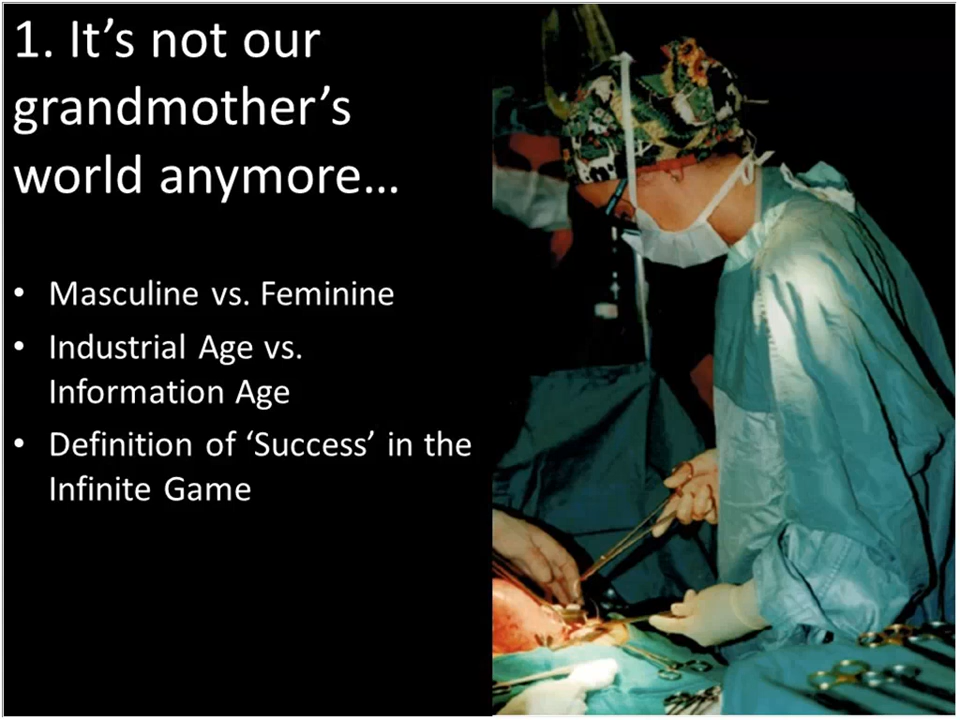 1. It’s not our
grandmother’s
world anymore…
• Masculine vs. Feminine
• Industrial Age vs.
Information Age
• Definition of ‘Success’ in the
Infinite Game